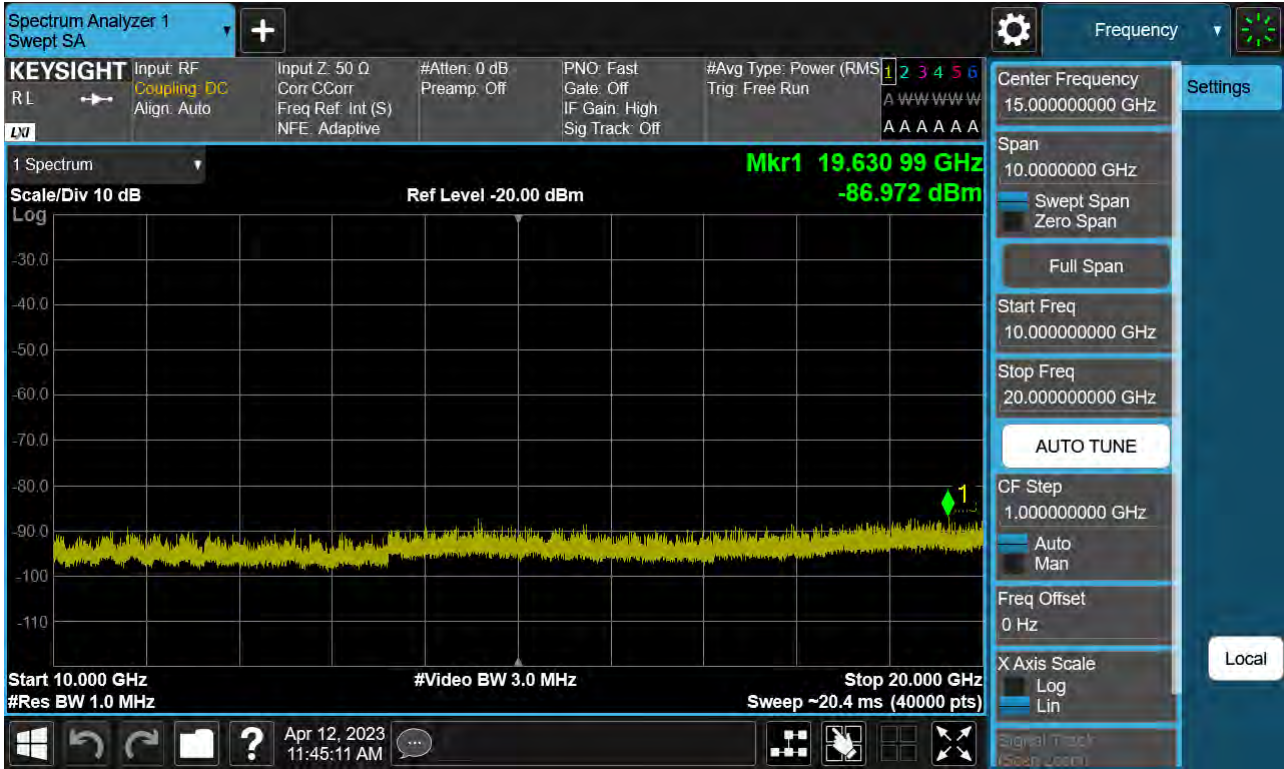 Spectrum Analyzer 1
Swept SA
+
Frequency
KEYSIGHT
R L
LXI
Input: RF
Coupling: DC
Align: Auto
Input Z: 50 Ω
Corr CCorr
Freq Ref: Int (S)
NFE: Adaptive
#Atten: 0 dB
Preamp: Off
PNO: Fast
Gate: Off
IF Gain: High
Sig Track: Off
#Avg Type: Power (RMS
Trig: Free Run
1 2 3 4 5 6
A W W W W W
A A A A A A
1 Spectrum
Mkr1 19.630 99 GHz
-86.972 dBm
Scale/Div 10 dB
Ref Level -20.00 dBm
Log
-30.0
-40.0
-50.0
-60.0
-70.0
-80.0
-90.0
-100
-110
1
Start 10.000 GHz
#Video BW 3.0 MHz
Stop 20.000 GHz
#Res BW 1.0 MHz
Sweep ~20.4 ms (40000 pts)
Center Frequency
15.000000000 GHz
Settings
Span
10.0000000 GHz
Swept Span
Zero Span
Full Span
Start Freq
10.000000000 GHz
Stop Freq
20.000000000 GHz
AUTO TUNE
CF Step
1.000000000 GHz
Auto
Man
Freq Offset
0 Hz
X Axis Scale
Log
Lin
Local
Signal Track
(Span Zoom)
?
Apr 12, 2023
11:45:11 AM